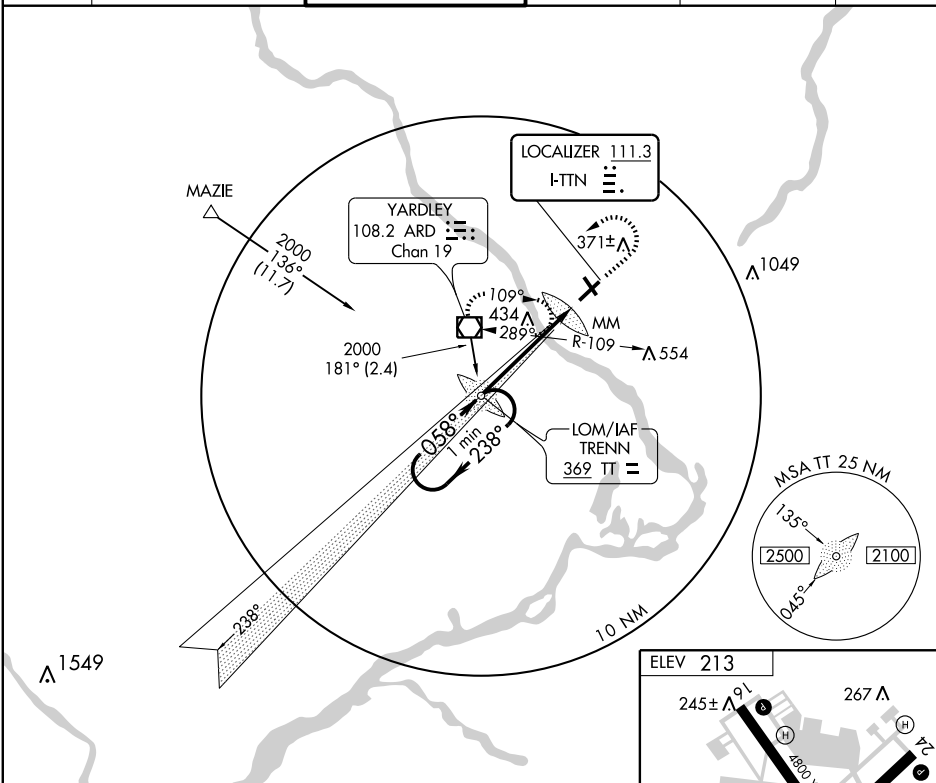 LOCALIZER 111.3
I-TTN
MAZIE
2000
136°
(11.7)
YARDLEY
108.2 ARD
Chan 19
371±
1049
109°
434
289°
MM
R-109
554
2000
181° (2.4)
058°
1 min
238°
LOM/IAF
TRENN
369 TT
MSA TT 25 NM
135°
2500
2100
045°
238°
10 NM
1549
ELEV 213
245±
16
P
267
H
H
24
4800
P